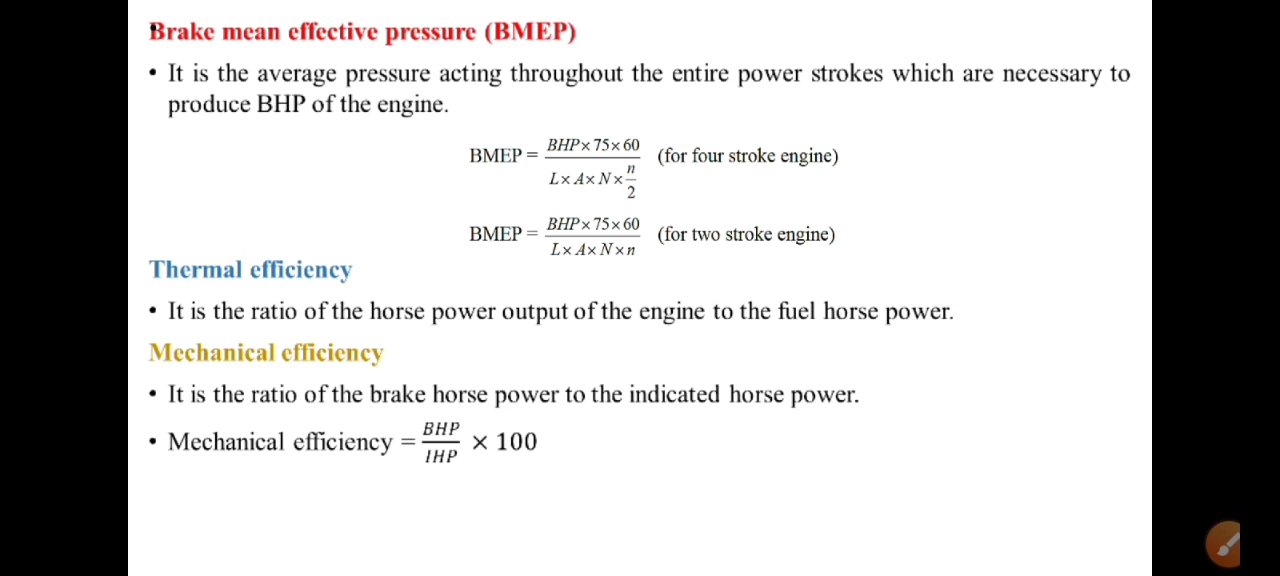 Brake mean effective pressure (BMEP)
• It is the average pressure acting throughout the entire power strokes which are necessary to
produce BHP of the engine.
BMEP = BHP×75×60 / L×A×N×n/2 (for four stroke engine)
BMEP = BHP×75×60 / L×A×N×n (for two stroke engine)
Thermal efficiency
• It is the ratio of the horse power output of the engine to the fuel horse power.
Mechanical efficiency
• It is the ratio of the brake horse power to the indicated horse power.
• Mechanical efficiency = BHP / IHP × 100